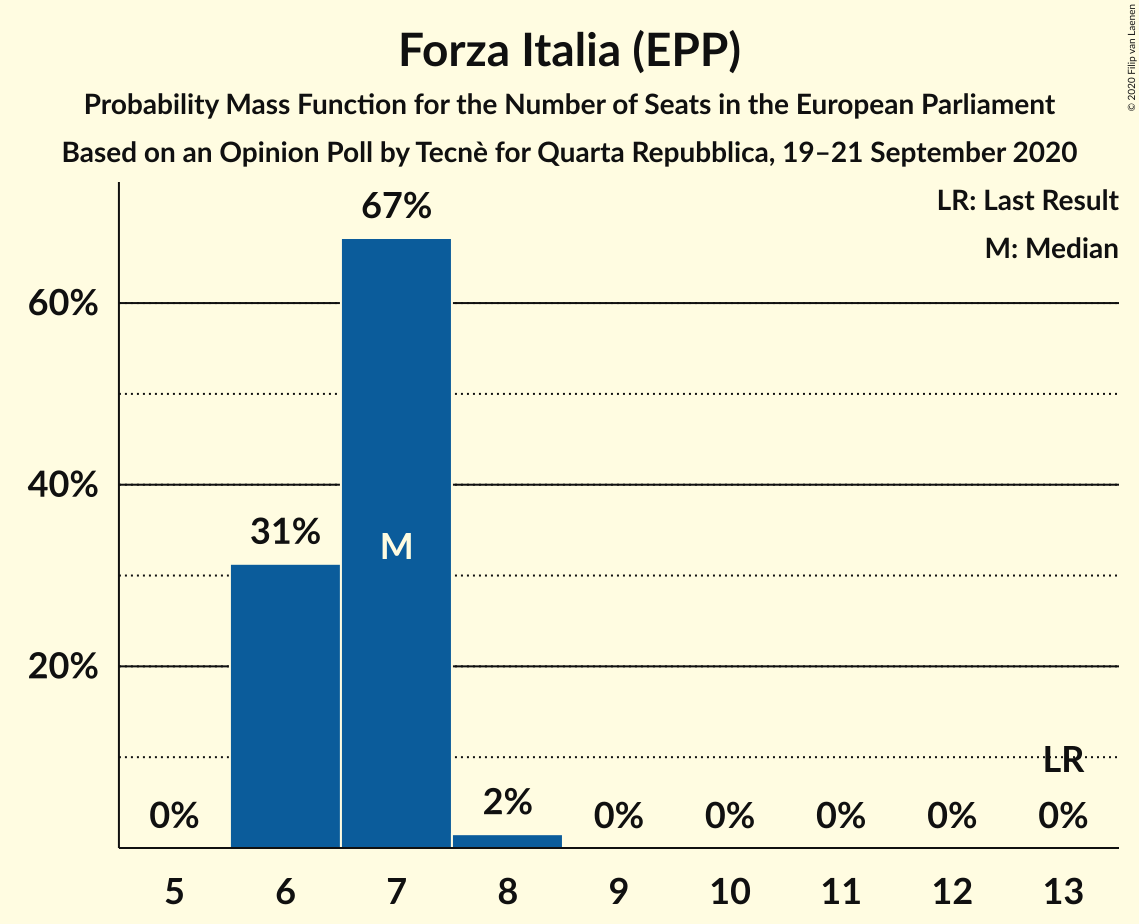 Forza Italia (EPP)
Probability Mass Function for the Number of Seats in the European Parliament
Based on an Opinion Poll by Tecnè for Quarta Repubblica, 19–21 September 2020
© 2020 Filip van Laenen
LR: Last Result
M: Median
67%
60%
40%
31%
M
20%
LR
0%
2%
0%
0%
0%
0%
0%
5
6
7
8
9
10
11
12
13